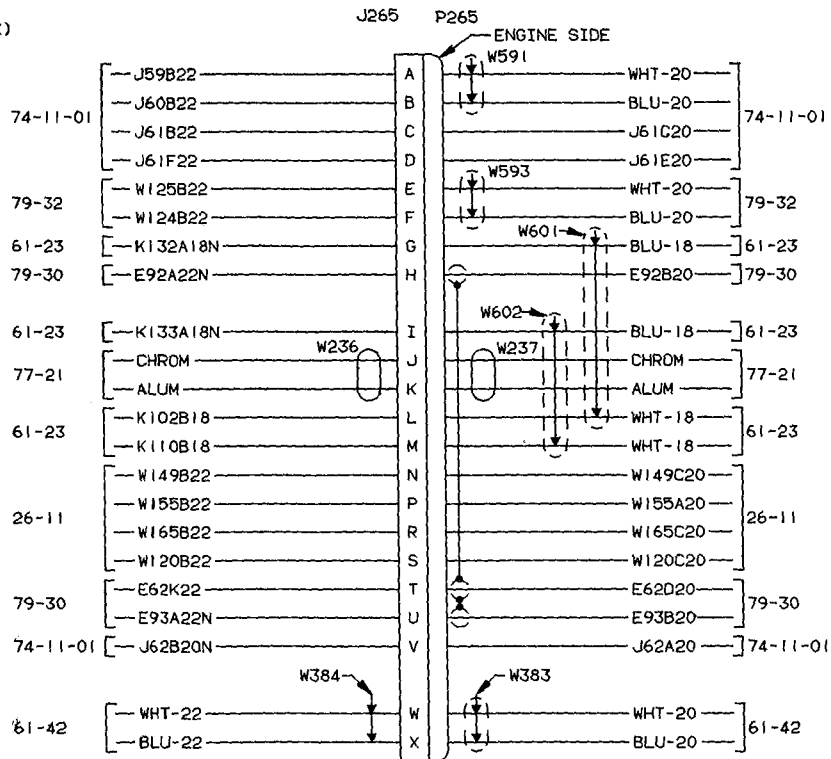 J265 P265
ENGINE SIDE
W591
J59B22 A WHT-20
J60B22 B BLU-20
74-11-01 74-11-01
J61B22 C J61C20
J61F22 D J61E20
W593
W125B22 E WHT-20
79-32 79-32
W124B22 F BLU-20
W601
61-23 K132A18N G BLU-18 61-23
79-30 E92A22N H E92B20 79-30
W602
61-23 K133A18N I BLU-18 61-23
W236 W237
CHROM J CHROM
77-21 77-21
ALUM K ALUM
K102B18 L WHT-18
61-23 61-23
K110B18 M WHT-18
W149B22 N W149C20
W155B22 P W155A20
26-11 26-11
W165B22 R W165C20
W120B22 S W120C20
E62K22 T E62D20
79-30 79-30
E93A22N U E93B20
74-11-01 J62B20N V J62A20 74-11-01
W384 W383
WHT-22 W WHT-20
61-42 61-42
BLU-22 X BLU-20